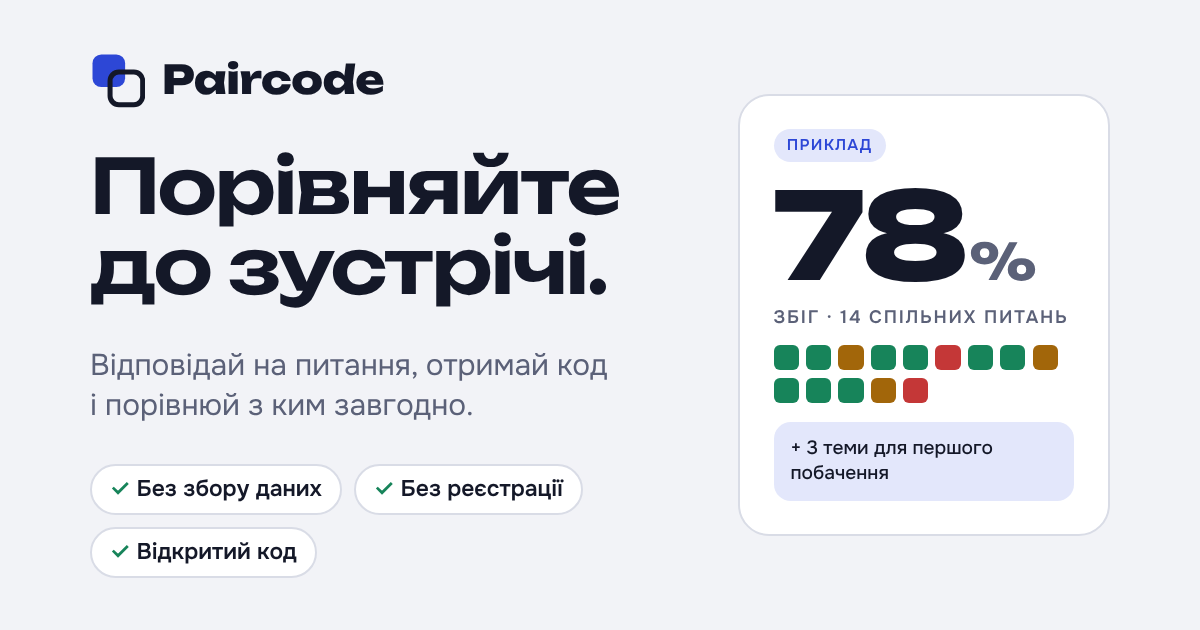 Paircode
Порівняйте
до зустрічі.
Відповідай на питання, отримай код
і порівнюй з ким завгодно.
Без збору даних
Без реєстрації
Відкритий код
ПРИКЛАД
78%
ЗБІГ · 14 СПІЛЬНИХ ПИТАНЬ
+ 3 теми для першого
побачення